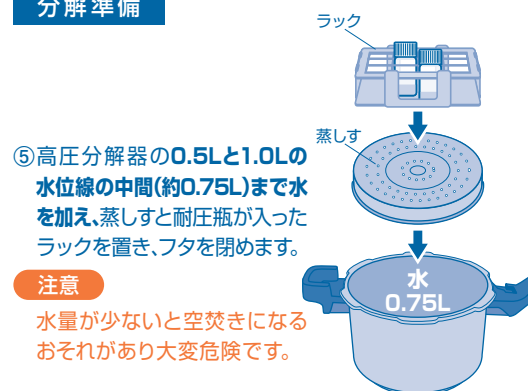 分解準備
ラック
蒸しす
⑤高圧分解器の0.5Lと1.0Lの
水位線の中間(約0.75L)まで水
を加え、蒸しすと耐圧瓶が入った
ラックを置き、フタを閉めます。
注意
水量が少ないと空焚きになる
おそれがあり大変危険です。
水
0.75L